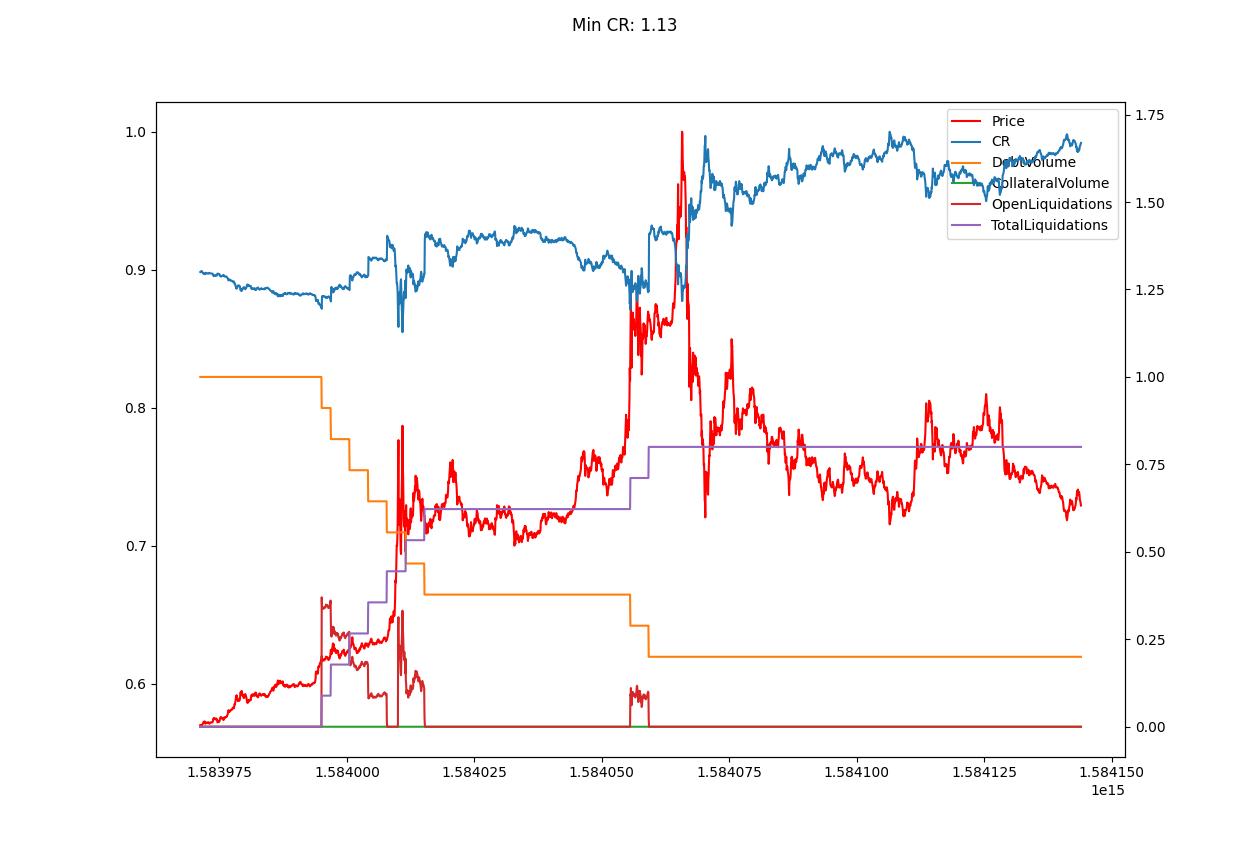 Min CR: 1.13
1.0
0.9
0.8
0.7
0.6
1.75
1.50
1.25
1.00
0.75
0.50
0.25
0.00
Price
CR
DebtVolume
CollateralVolume
OpenLiquidations
TotalLiquidations
1.583975 1.584000 1.584025 1.584050 1.584075 1.584100 1.584125 1.584150
1e15